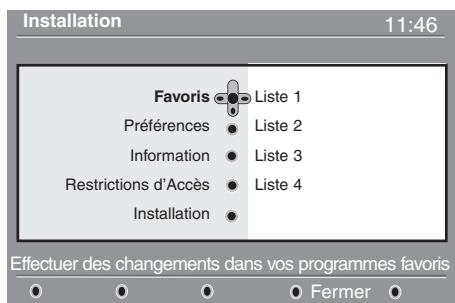 Installation 11:46
Favoris Liste 1
Préférences Liste 2
Information Liste 3
Restrictions d'Accès Liste 4
Installation
Effectuer des changements dans vos programmes favoris
Fermer